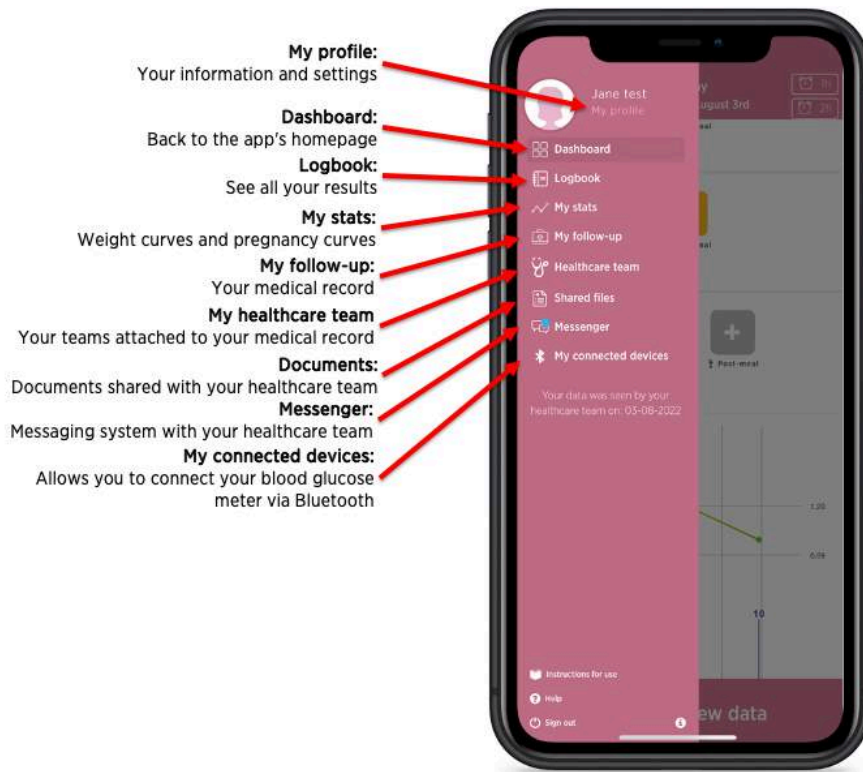 My profile:
Your information and settings
Dashboard:
Back to the app's homepage
Logbook:
See all your results
My stats:
Weight curves and pregnancy curves
My follow-up:
Your medical record
My healthcare team
Your teams attached to your medical record
Documents:
Documents shared with your healthcare team
Messenger:
Messaging system with your healthcare team
My connected devices:
Allows you to connect your blood glucose
meter via Bluetooth
Jane test
My profile
Dashboard
Logbook
My stats
My follow-up
Healthcare team
Shared files
Messenger
My connected devices
Your data was seen by your
healthcare team on: 03-08-2022
Instructions for use
Help
Sign out
ugust 3rd
1h
2h
Post-meal
10
ew data